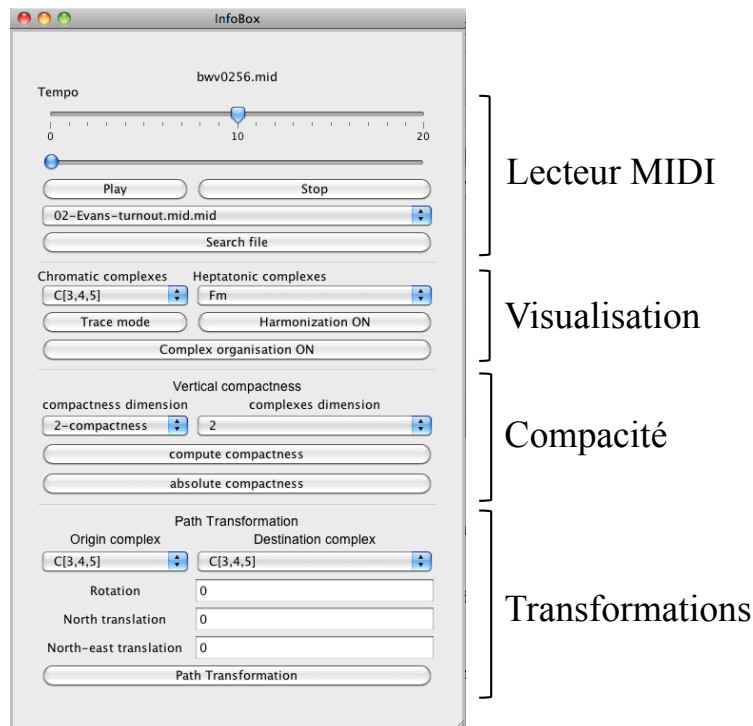 InfoBox
bwv0256.mid
Tempo
0 10 20
Play Stop
02-Evans-turnout.mid.mid
Search file
Lecteur MIDI
Chromatic complexes Heptatonic complexes
C[3,4,5] Fm
Trace mode Harmonization ON
Complex organisation ON
Visualisation
Vertical compactness
compactness dimension complexes dimension
2-compactness 2
compute compactness
absolute compactness
Compacité
Path Transformation
Origin complex Destination complex
C[3,4,5] C[3,4,5]
Rotation 0
North translation 0
North-east translation 0
Path Transformation
Transformations